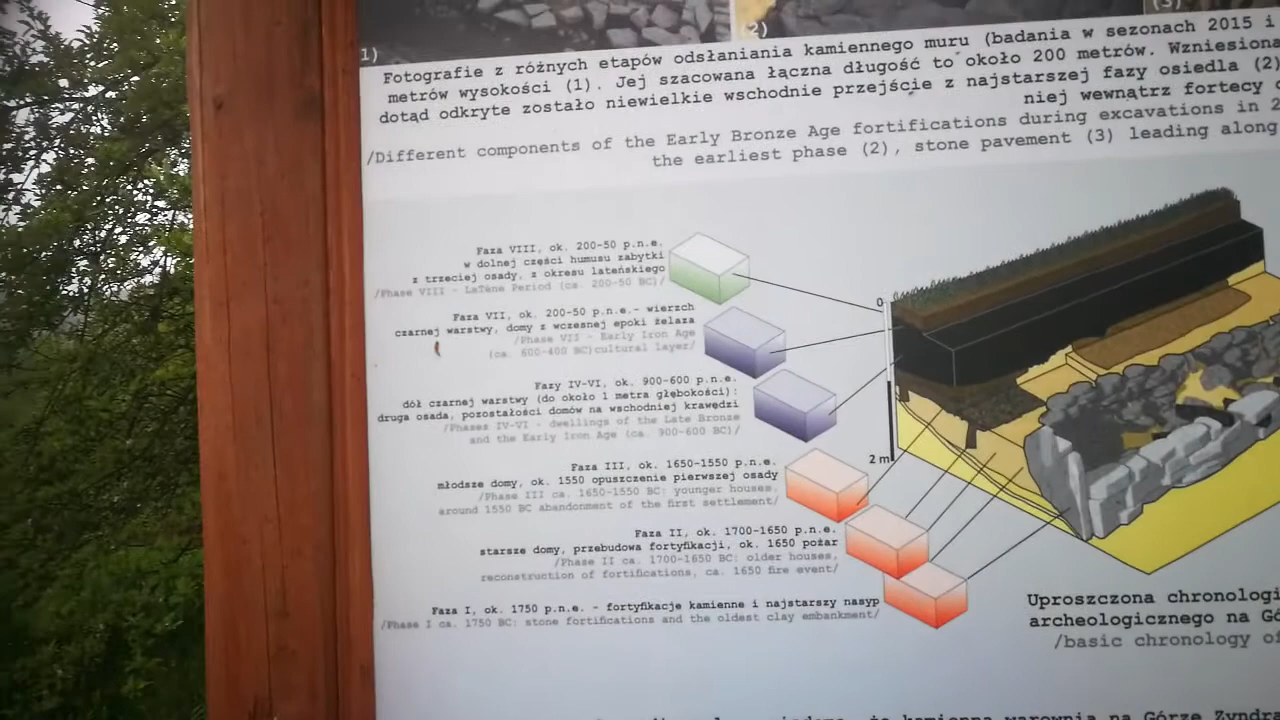 1)
2)
(3)
Fotografie z różnych etapów odsłaniania kamiennego muru (badania w sezonach 2015 i
metrów wysokości (1). Jej szacowana łączna długość to około 200 metrów. Wzniesiona
dotąd odkryte zostało niewielkie wschodnie przejście z najstarszej fazy osiedla (2)
niej wewnątrz fortecy
/Different components of the Early Bronze Age fortifications during excavations in 2
the earliest phase (2), stone pavement (3) leading along
Faza VIII, ok. 200-50 p.n.e.
w dolnej części humusu zabytki
z trzeciej osady, z okresu lateńskiego
/Phase VIII - LaTène Period (ca. 200-50 BC)/
Faza VII, ok. 200-50 p.n.e.- wierzch
czarnej warstwy, domy z wczesnej epoki żelaza
/Phase VII - Early Iron Age
(ca. 600-400 BC)cultural layer/
Fazy IV-VI, ok. 900-600 p.n.e.
dół czarnej warstwy (do około 1 metra głębokości):
druga osada, pozostałości domów na wschodniej krawędzi
/Phases IV-VI - dwellings of the Late Bronze
and the Early Iron Age (ca. 900-600 BC)/
Faza III, ok. 1650-1550 p.n.e.
młodsze domy, ok. 1550 opuszczenie pierwszej osady
/Phase III ca. 1650-1550 BC: younger houses,
around 1550 BC abandonment of the first settlement/
Faza II, ok. 1700-1650 p.n.e.
starsze domy, przebudowa fortyfikacji, ok. 1650 pożar
/Phase II ca. 1700-1650 BC: older houses,
reconstruction of fortifications, ca. 1650 fire event/
Faza I, ok. 1750 p.n.e. - fortyfikacje kamienne i najstarszy nasyp
/Phase I ca. 1750 BC: stone fortifications and the oldest clay embankment/
0
2 m
Uproszczona chronologi
archeologicznego na Gó
/basic chronology of
że kamienna warownia na Górze Zyndra